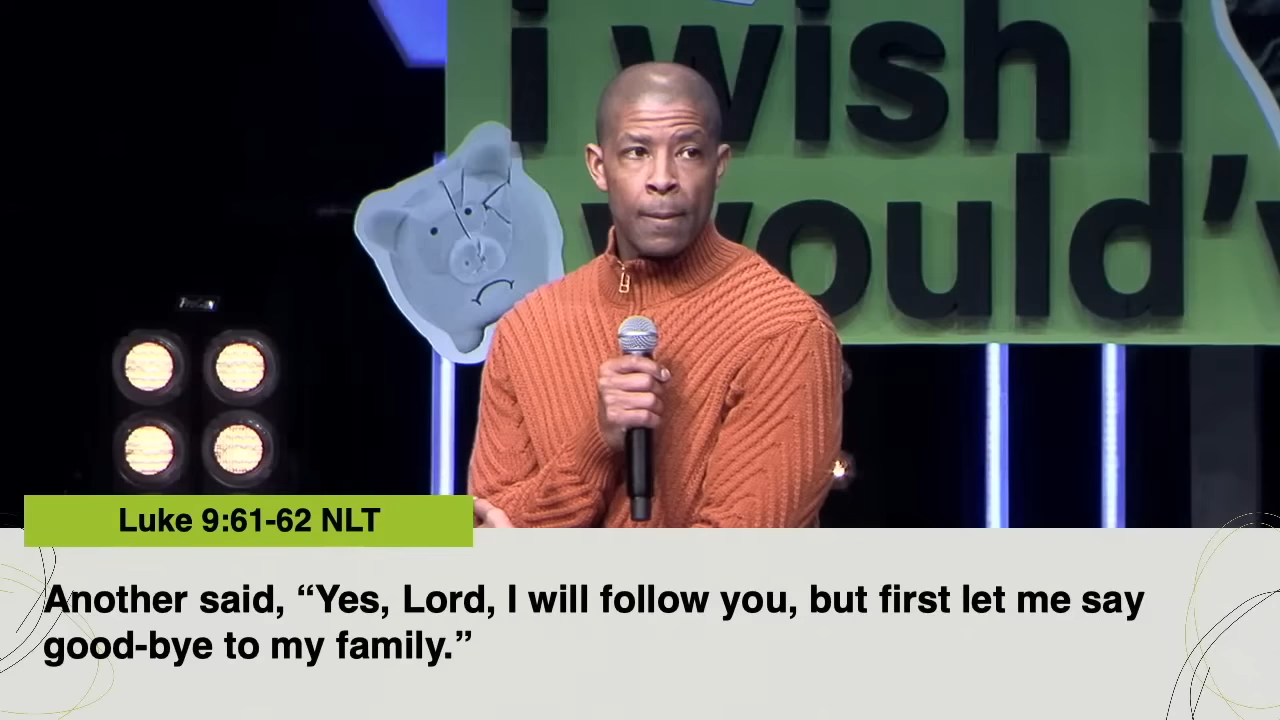 i wish i
would'v
Luke 9:61-62 NLT
Another said, “Yes, Lord, I will follow you, but first let me say
good-bye to my family.”